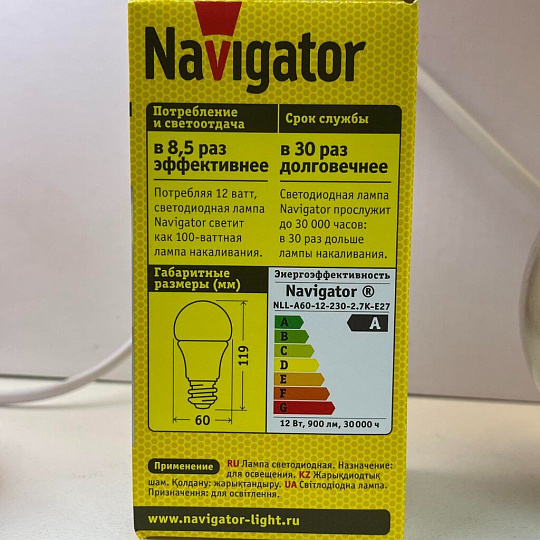 Navigator
Потребление
и светоотдача
Срок службы
в 8,5 раз
эффективнее
в 30 раз
долговечнее
Потребляя 12 ватт,
светодиодная лампа
Navigator светит
как 100-ваттная
лампа накаливания.
Светодиодная лампа
Navigator прослужит
до 30 000 часов:
в 30 раз дольше
лампы накаливания.
Габаритные
размеры (мм)
119
60
Энергоэффективность
Navigator ®
NLL-A60-12-230-2.7K-E27
A
A
B
C
D
E
F
G
12 Вт, 900 лм, 30 000 ч
Применение
RU Лампа светодиодная. Назначение:
для освещения. KZ Жарықдиодтық
шам. Қолдану: жарықтандыру. UA Світлодіодна лампа.
Призначення: для освітлення.
www.navigator-light.ru